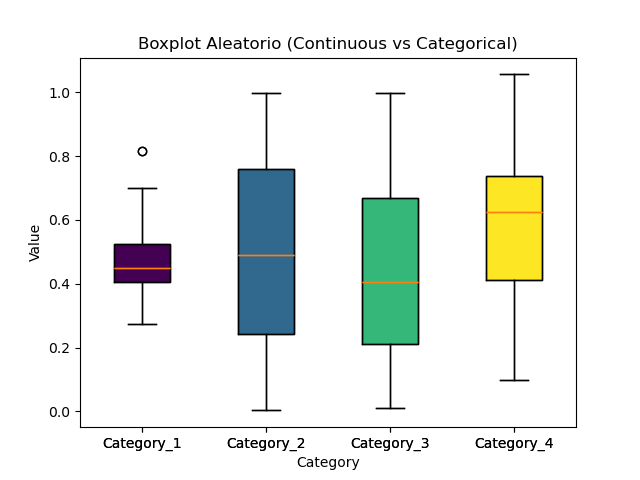 Boxplot Aleatorio (Continuous vs Categorical)
Value
1.0
0.8
0.6
0.4
0.2
0.0
Category_1 Category_2 Category_3 Category_4
Category